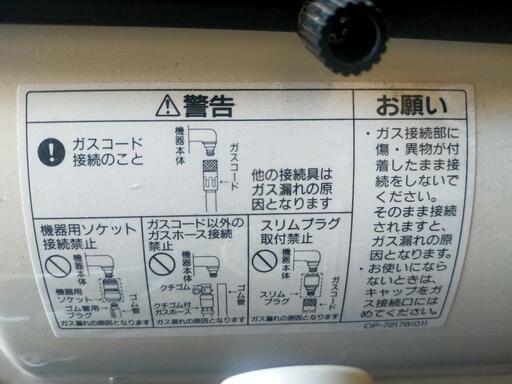 ⚠警告
ガスコード
接続のこと
機器本体
ガスコード
他の接続具は
ガス漏れの原
因となります
機器用ソケット
接続禁止
機器本体
機器用
ソケット
ゴム管
ゴム管用
プラグ
ガス漏れの原因となります
ガスコード以外の
ガスホース接続
禁止
機器本体
クチゴム
ゴム管
クチゴム付
ガスホース
ガス漏れの原因となります
スリムプラグ
取付禁止
機器本体
スリム
プラグ
ガスコード
ガス漏れの原因となります
お願い
・ガス接続部に
傷・異物が付
着したまま接
続をしないで
ください。
そのまま接続
されますと、
ガス漏れの原
因となります。
・お使いになら
ないときは、
キャップをガ
ス接続口には
めてください。
OP-72178(01)